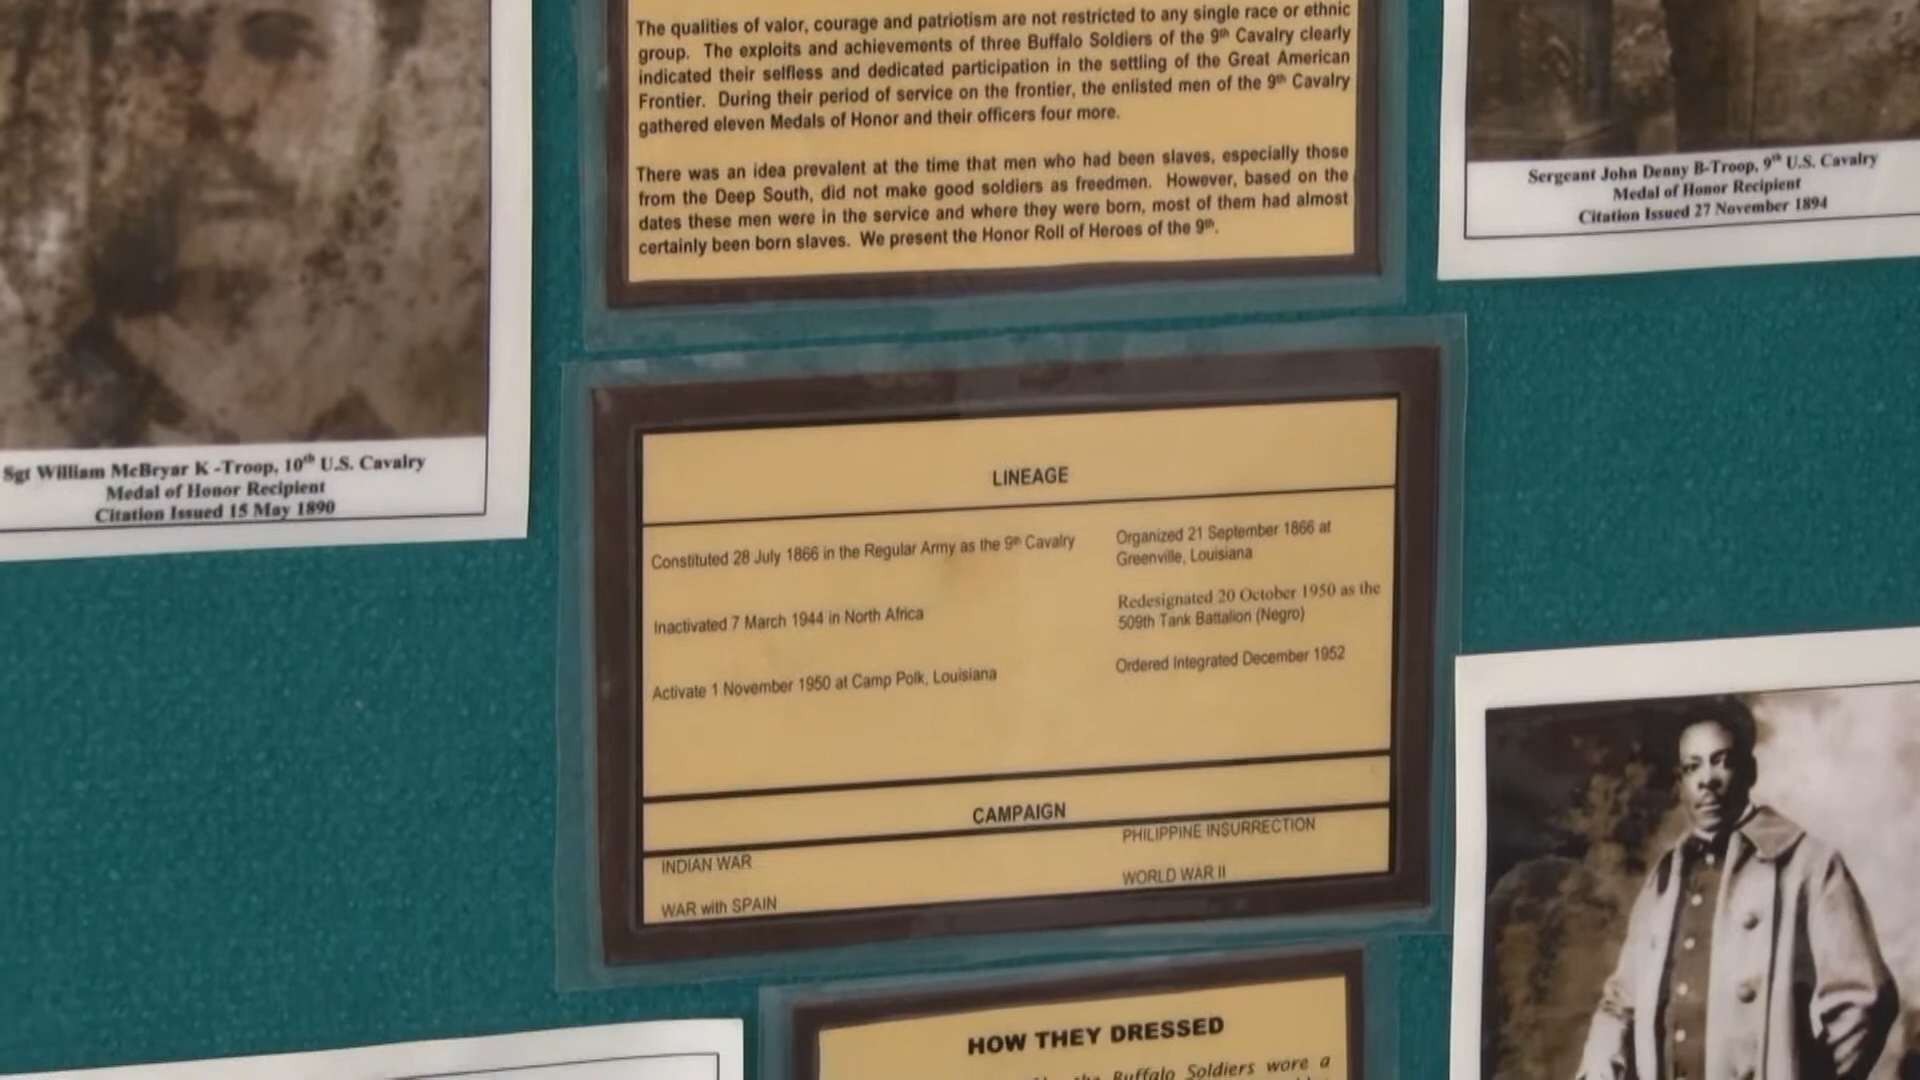 The qualities of valor, courage and patriotism are not restricted to any single race or ethnic
group. The exploits and achievements of three Buffalo Soldiers of the 9th Cavalry clearly
indicated their selfless and dedicated participation in the settling of the Great American
Frontier. During their period of service on the frontier, the enlisted men of the 9th Cavalry
gathered eleven Medals of Honor and their officers four more.
There was an idea prevalent at the time that men who had been slaves, especially those
from the Deep South, did not make good soldiers as freedmen. However, based on the
dates these men were in the service and where they were born, most of them had almost
certainly been born slaves. We present the Honor Roll of Heroes of the 9th.
Sergeant John Denny B-Troop, 9th U.S. Cavalry
Medal of Honor Recipient
Citation Issued 27 November 1894
Sgt William McBryar K -Troop, 10th U.S. Cavalry
Medal of Honor Recipient
Citation Issued 15 May 1890
LINEAGE
Constituted 28 July 1866 in the Regular Army as the 9th Cavalry
Organized 21 September 1866 at
Greenville, Louisiana
Inactivated 7 March 1944 in North Africa
Redesignated 20 October 1950 as the
509th Tank Battalion (Negro)
Activate 1 November 1950 at Camp Polk, Louisiana
Ordered Integrated December 1952
CAMPAIGN
INDIAN WAR
PHILIPPINE INSURRECTION
WAR with SPAIN
WORLD WAR II
HOW THEY DRESSED
the Buffalo Soldiers wore a